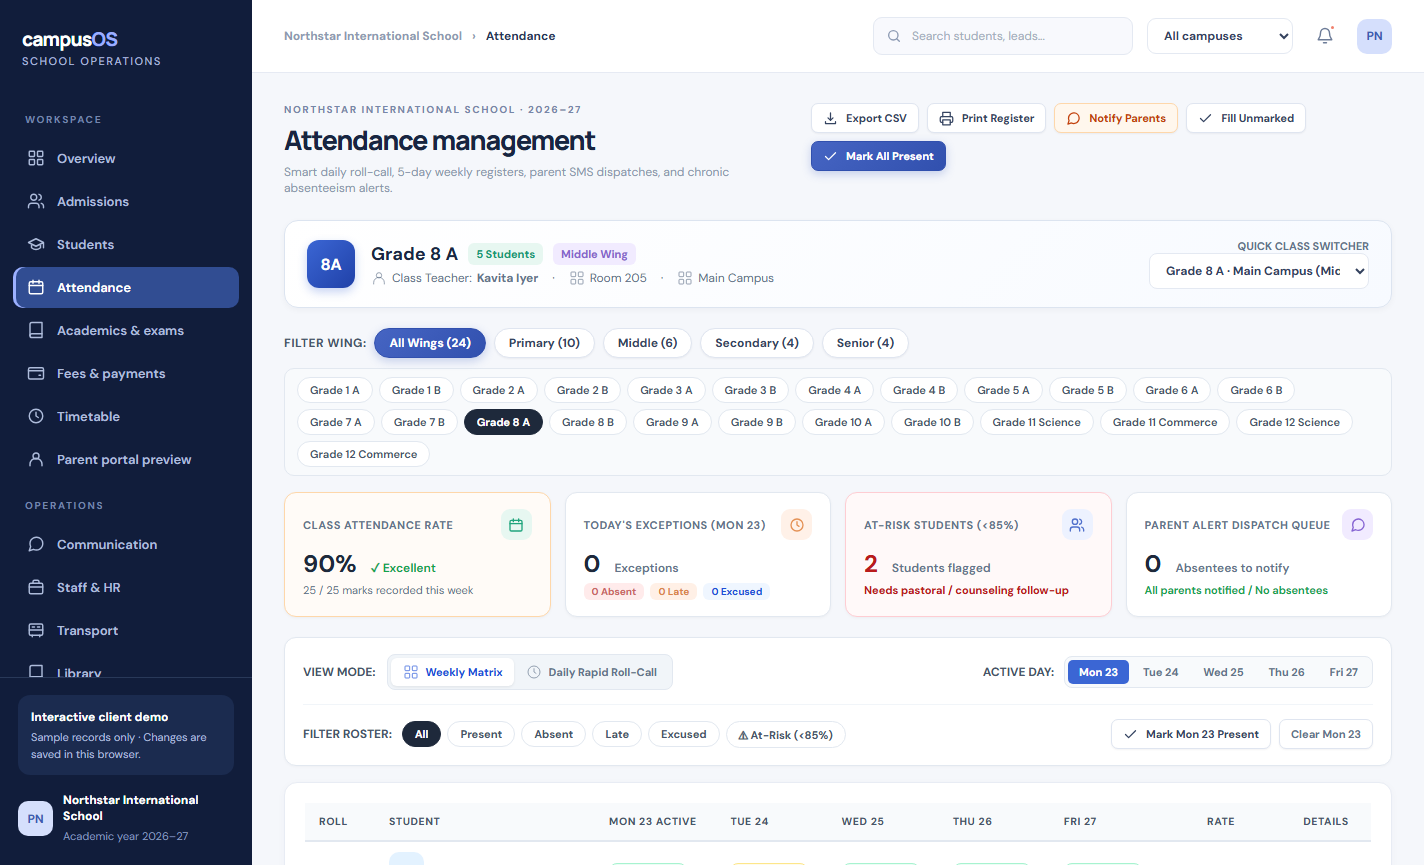 campusOS
SCHOOL OPERATIONS
WORKSPACE
Overview
Admissions
Students
Attendance
Academics & exams
Fees & payments
Timetable
Parent portal preview
OPERATIONS
Communication
Staff & HR
Transport
Library
Interactive client demo
Sample records only · Changes are
saved in this browser.
PN
Northstar International
School
Academic year 2026–27
Northstar International School › Attendance
Search students, leads...
All campuses
PN
NORTHSTAR INTERNATIONAL SCHOOL · 2026–27
Attendance management
Smart daily roll-call, 5-day weekly registers, parent SMS dispatches, and chronic
absenteeism alerts.
Export CSV
Print Register
Notify Parents
Fill Unmarked
Mark All Present
8A
Grade 8 A
5 Students
Middle Wing
Class Teacher: Kavita Iyer · Room 205 · Main Campus
QUICK CLASS SWITCHER
Grade 8 A · Main Campus (Mic
FILTER WING:
All Wings (24)
Primary (10)
Middle (6)
Secondary (4)
Senior (4)
Grade 1 A
Grade 1 B
Grade 2 A
Grade 2 B
Grade 3 A
Grade 3 B
Grade 4 A
Grade 4 B
Grade 5 A
Grade 5 B
Grade 6 A
Grade 6 B
Grade 7 A
Grade 7 B
Grade 8 A
Grade 8 B
Grade 9 A
Grade 9 B
Grade 10 A
Grade 10 B
Grade 11 Science
Grade 11 Commerce
Grade 12 Science
Grade 12 Commerce
CLASS ATTENDANCE RATE
90% ✓ Excellent
25 / 25 marks recorded this week
TODAY'S EXCEPTIONS (MON 23)
0 Exceptions
0 Absent
0 Late
0 Excused
AT-RISK STUDENTS (<85%)
2 Students flagged
Needs pastoral / counseling follow-up
PARENT ALERT DISPATCH QUEUE
0 Absentees to notify
All parents notified / No absentees
VIEW MODE:
Weekly Matrix
Daily Rapid Roll-Call
ACTIVE DAY:
Mon 23
Tue 24
Wed 25
Thu 26
Fri 27
FILTER ROSTER:
All
Present
Absent
Late
Excused
⚠ At-Risk (<85%)
Mark Mon 23 Present
Clear Mon 23
ROLL
STUDENT
MON 23 ACTIVE
TUE 24
WED 25
THU 26
FRI 27
RATE
DETAILS